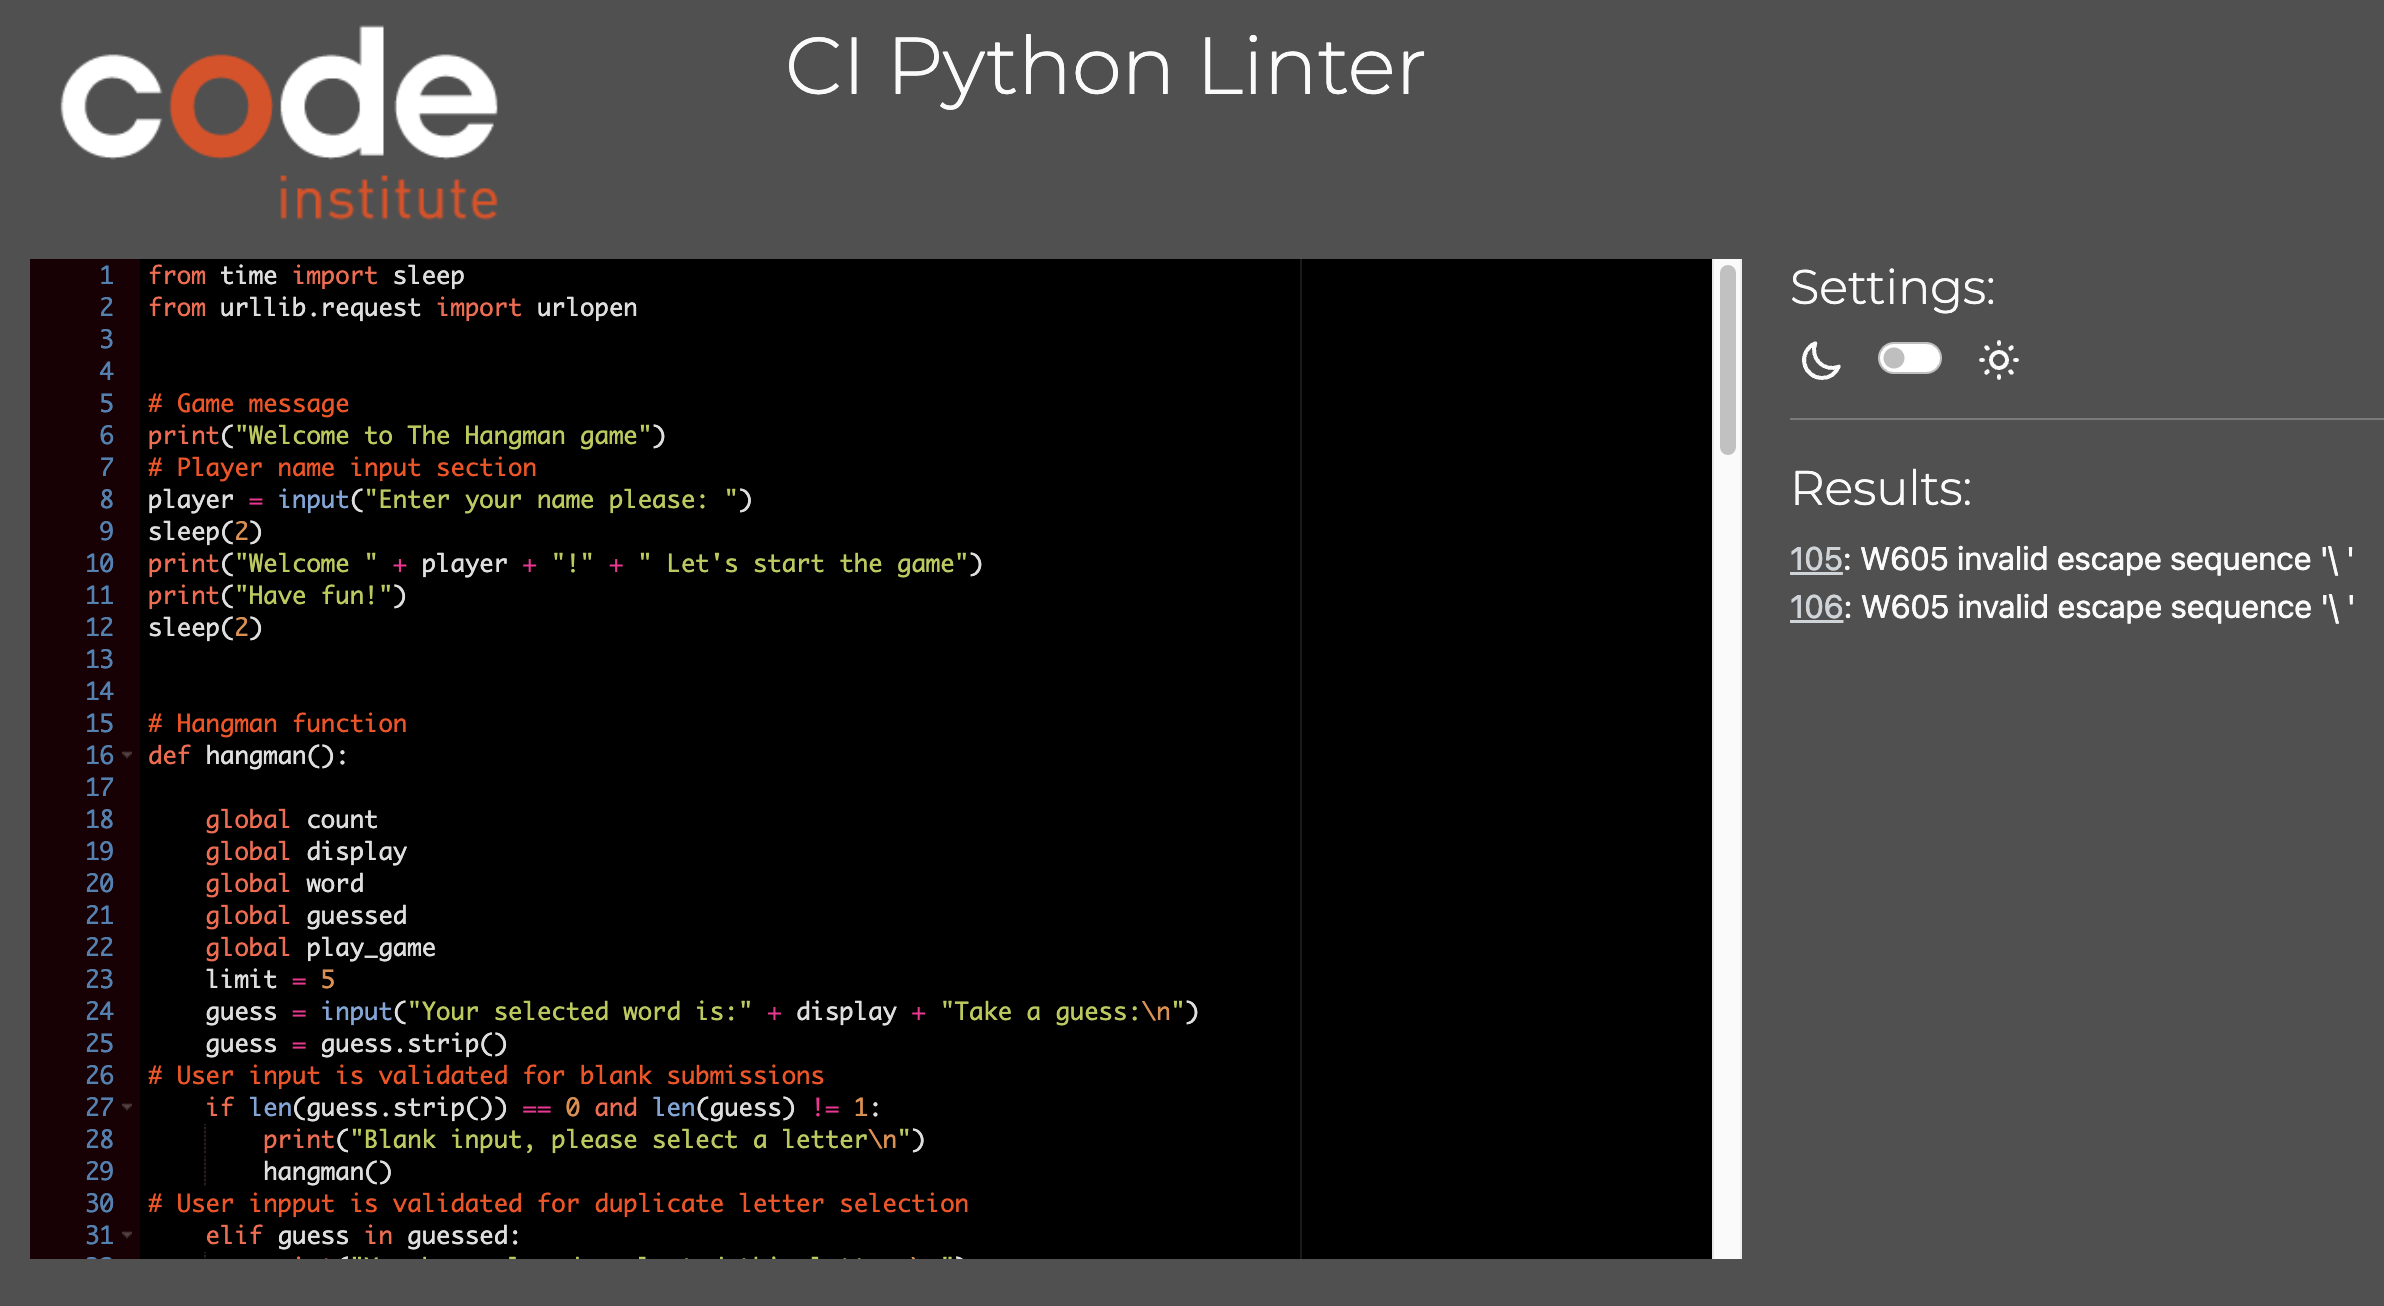 code
institute
CI Python Linter
1 from time import sleep
2 from urllib.request import urlopen
3
4
5 # Game message
6 print("Welcome to The Hangman game")
7 # Player name input section
8 player = input("Enter your name please: ")
9 sleep(2)
10 print("Welcome " + player + "!" + " Let's start the game")
11 print("Have fun!")
12 sleep(2)
13
14
15 # Hangman function
16 def hangman():
17
18     global count
19     global display
20     global word
21     global guessed
22     global play_game
23     limit = 5
24     guess = input("Your selected word is:" + display + "Take a guess:\n")
25     guess = guess.strip()
26 # User input is validated for blank submissions
27     if len(guess.strip()) == 0 and len(guess) != 1:
28         print("Blank input, please select a letter\n")
29         hangman()
30 # User inpput is validated for duplicate letter selection
31     elif guess in guessed:
Settings:
Results:
105: W605 invalid escape sequence '\ '
106: W605 invalid escape sequence '\ '